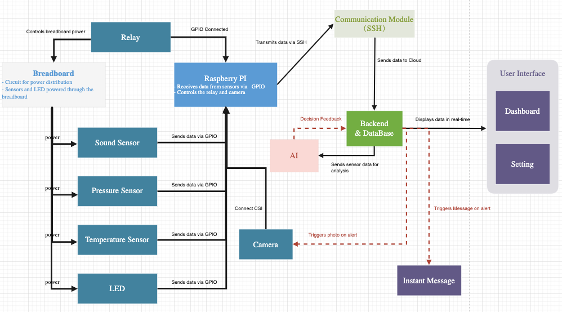 Controls breadboard power
Relay
GPIO Connected
Communication Module
(SSH)
Transmits data via SSH
Sends data to Cloud
Breadboard
- Circuit for power distribution
- Sensors and LED powered through the
breadboard
Raspberry PI
Receives data from sensors via GPIO
Controls the relay and camera
User Interface
Dashboard
Setting
Decision Feedback
Backend
& DataBase
Displays data in real-time
AI
Sends sensor data for
analysis
power
Sound Sensor
Sends data via GPIO
power
Pressure Sensor
Sends data via GPIO
power
Temperature Sensor
Sends data via GPIO
power
LED
Sends data via GPIO
Connect CSI
Camera
Triggers photo on alert
Triggers Message on alert
Instant Message